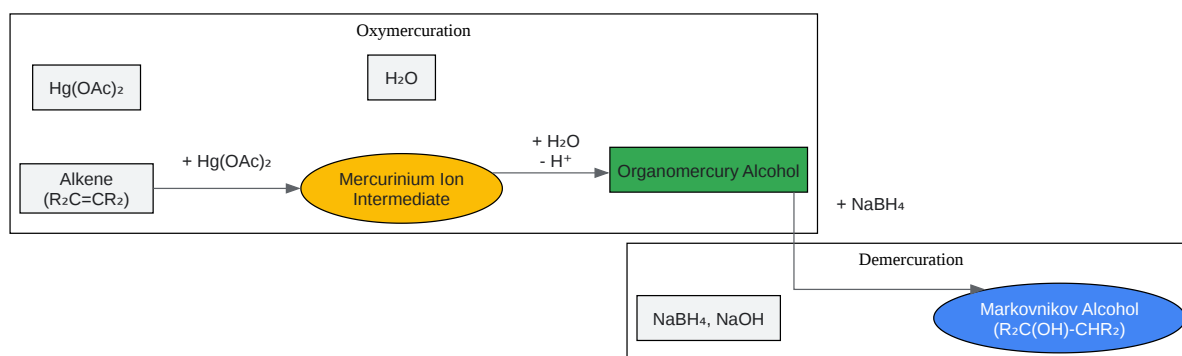 Oxymercuration
Hg(OAc)₂
H₂O
Alkene
(R₂C=CR₂)
+ Hg(OAc)₂
Mercurinium Ion
Intermediate
+ H₂O
- H⁺
Organomercury Alcohol
+ NaBH₄
Demercuration
NaBH₄, NaOH
Markovnikov Alcohol
(R₂C(OH)-CHR₂)